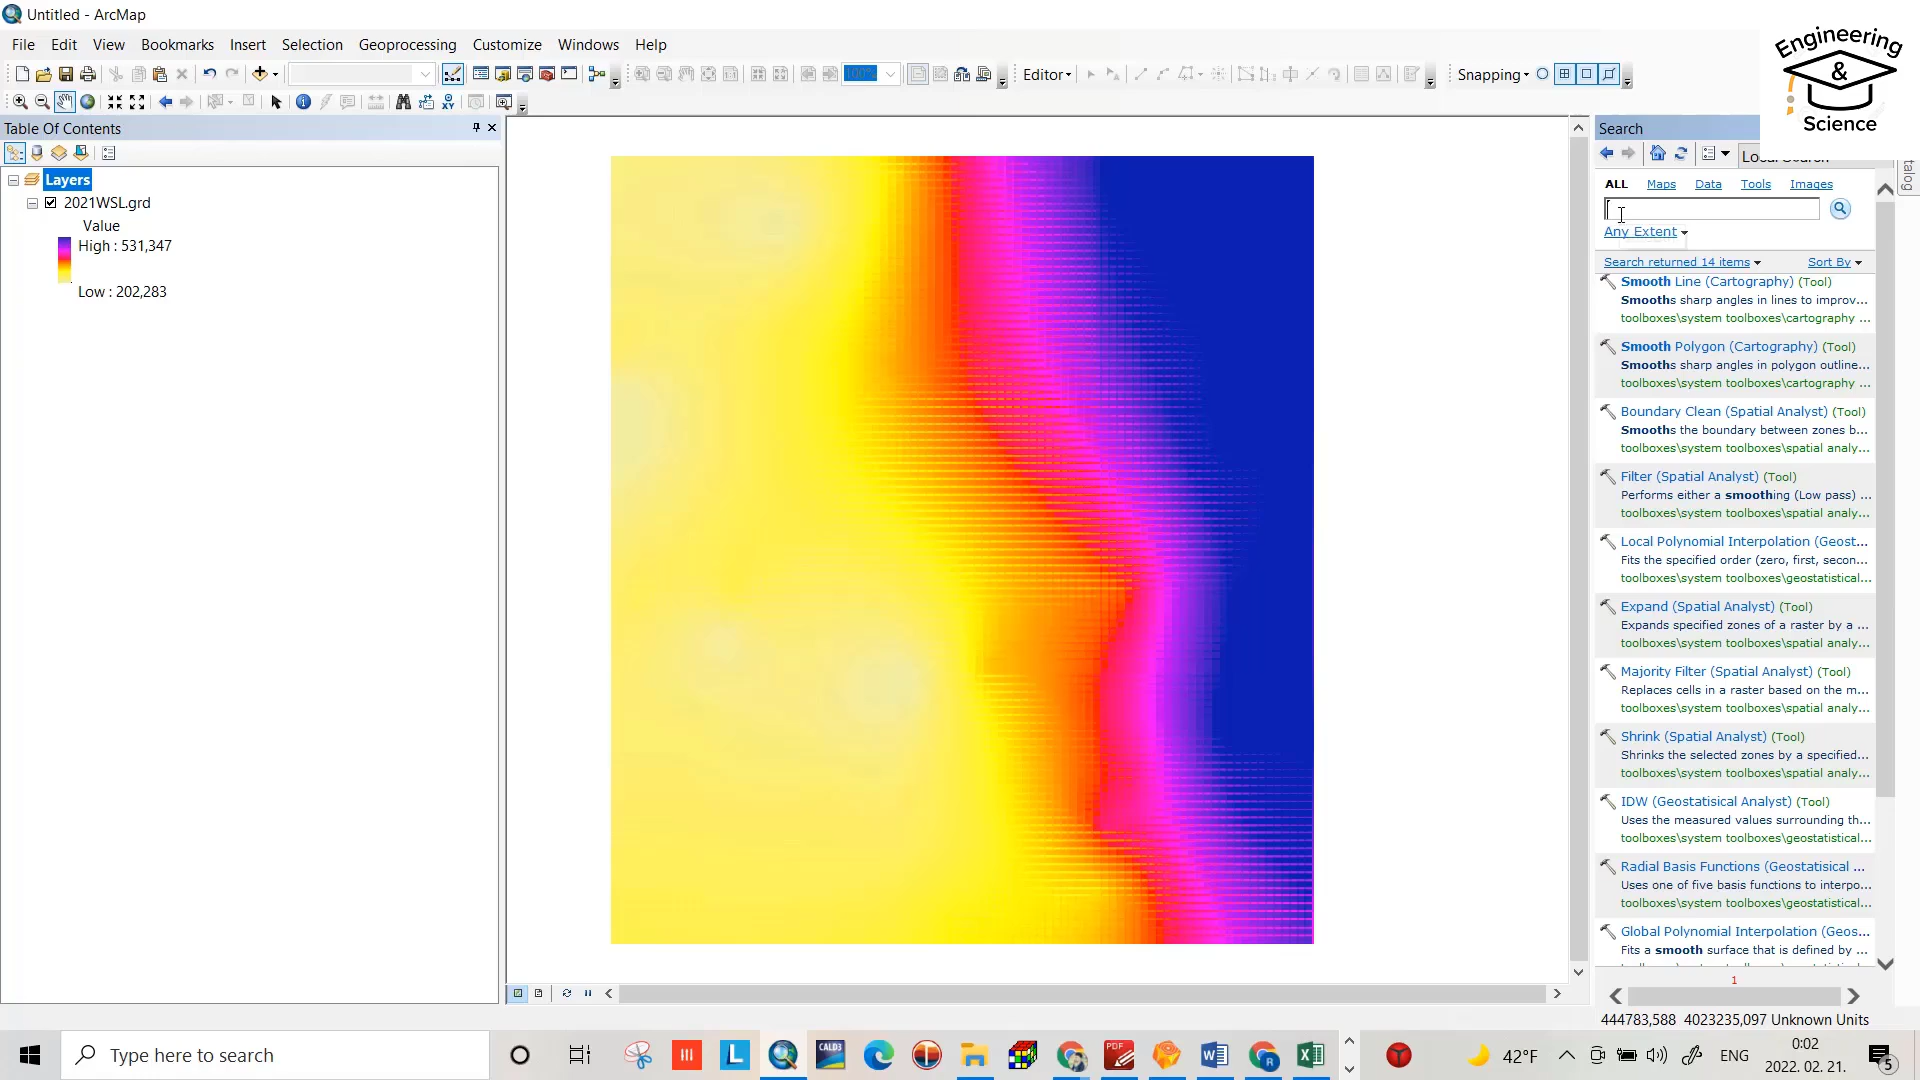 Untitled - ArcMap
File Edit View Bookmarks Insert Selection Geoprocessing Customize Windows Help
Engineering
&
Science
100%
Editor
Snapping
Table Of Contents
Search
Layers
2021WSL.grd
Value
High : 531,347
Low : 202,283
ALL Maps Data Tools Images
Any Extent
Search returned 14 items
Sort By
Smooth Line (Cartography) (Tool)
Smooths sharp angles in lines to improv...
toolboxes\system toolboxes\cartography ...
Smooth Polygon (Cartography) (Tool)
Smooths sharp angles in polygon outline...
toolboxes\system toolboxes\cartography ...
Boundary Clean (Spatial Analyst) (Tool)
Smooths the boundary between zones b...
toolboxes\system toolboxes\spatial analy...
Filter (Spatial Analyst) (Tool)
Performs either a smoothing (Low pass) ...
toolboxes\system toolboxes\spatial analy...
Local Polynomial Interpolation (Geost...
Fits the specified order (zero, first, secon...
toolboxes\system toolboxes\geostatistical...
Expand (Spatial Analyst) (Tool)
Expands specified zones of a raster by a ...
toolboxes\system toolboxes\spatial analy...
Majority Filter (Spatial Analyst) (Tool)
Replaces cells in a raster based on the m...
toolboxes\system toolboxes\spatial analy...
Shrink (Spatial Analyst) (Tool)
Shrinks the selected zones by a specified...
toolboxes\system toolboxes\spatial analy...
IDW (Geostatisical Analyst) (Tool)
Uses the measured values surrounding th...
toolboxes\system toolboxes\geostatistical...
Radial Basis Functions (Geostatisical ...
Uses one of five basis functions to interpo...
toolboxes\system toolboxes\geostatistical...
Global Polynomial Interpolation (Geos...
Fits a smooth surface that is defined by ...
1
444783,588 4023235,097 Unknown Units
Type here to search
CALD3
PDF
42°F
ENG
0:02
2022. 02. 21.
5